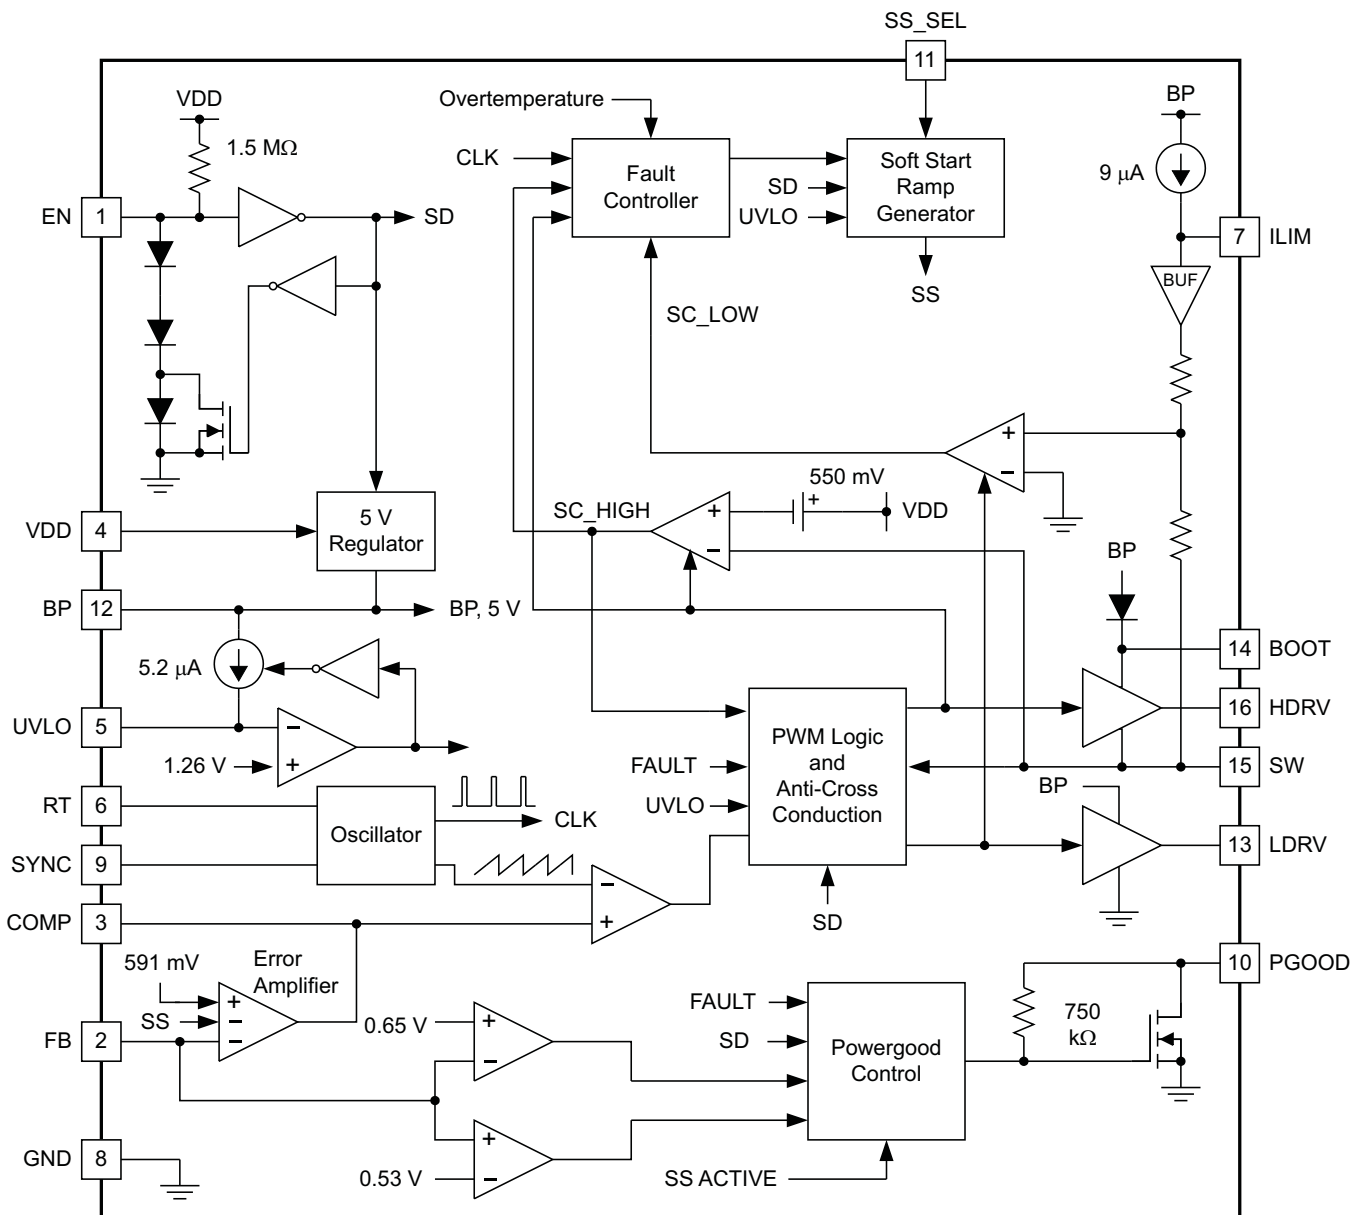 SS_SEL
11
VDD
1.5 MΩ
Overtemperature
CLK
Fault
Controller
SD
UVLO
Soft Start
Ramp
Generator
SS
BP
9 µA
EN
1
SD
7
ILIM
BUF
SC_LOW
+
−
550 mV
+
VDD
SC_HIGH
+
−
VDD
4
5 V
Regulator
BP
12
BP, 5 V
BP
5.2 µA
14
BOOT
UVLO
5
−
+
1.26 V
16
HDRV
PWM Logic
and
Anti-Cross
Conduction
FAULT
UVLO
SD
15
SW
BP
RT
6
Oscillator
CLK
13
LDRV
SYNC
9
−
+
COMP
3
591 mV
Error
Amplifier
+
−
−
SS
FB
2
0.65 V
+
−
+
−
0.53 V
FAULT
SD
Powergood
Control
SS ACTIVE
10
PGOOD
750
kΩ
GND
8